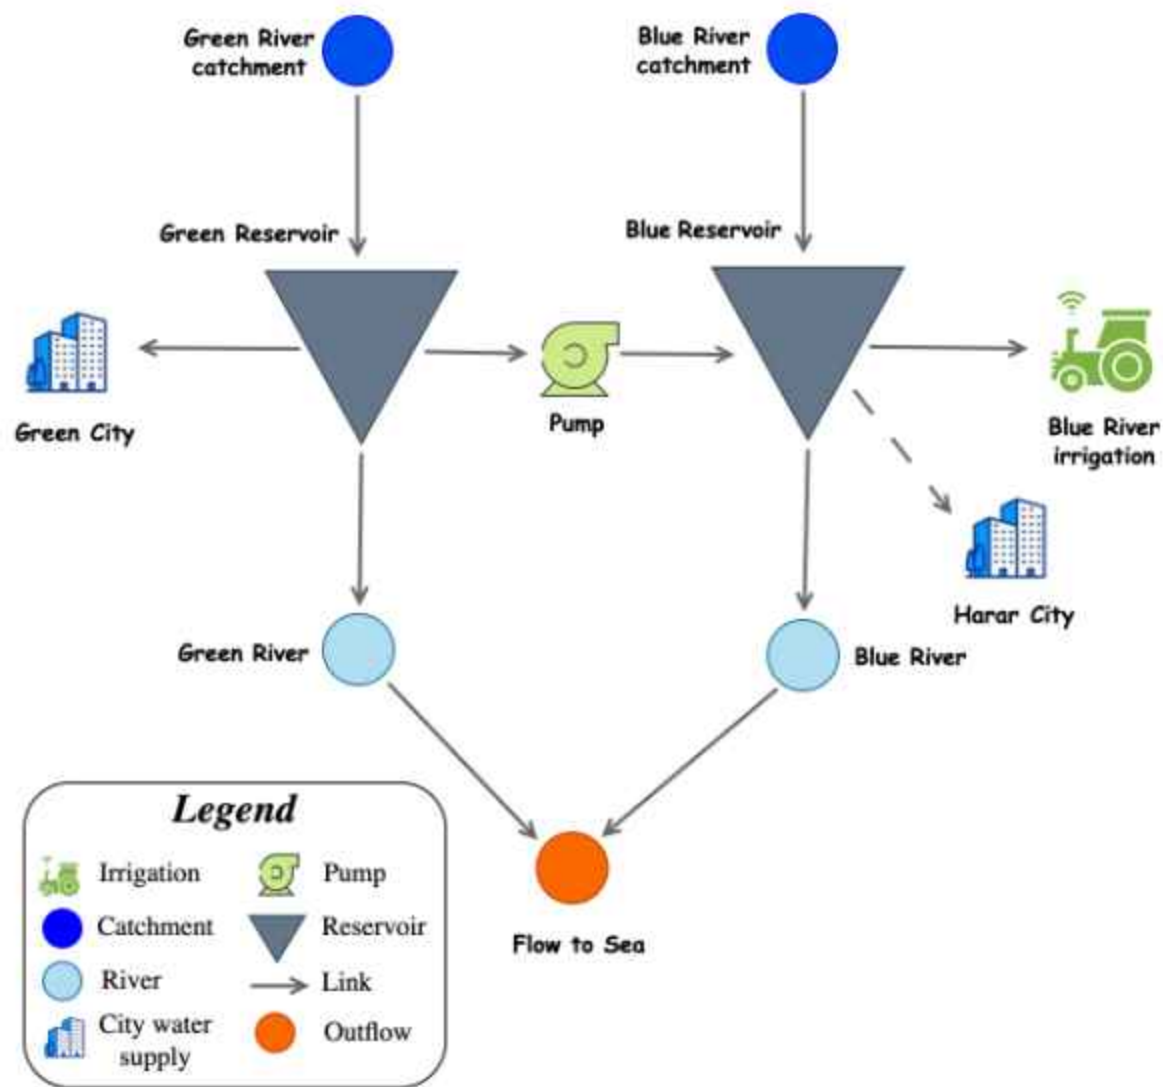 Green River
catchment
Blue River
catchment
Green Reservoir
Blue Reservoir
Green City
Pump
Blue River
irrigation
Harar City
Green River
Blue River
Legend
Irrigation
Pump
Catchment
Reservoir
River
Link
City water
supply
Outflow
Flow to Sea